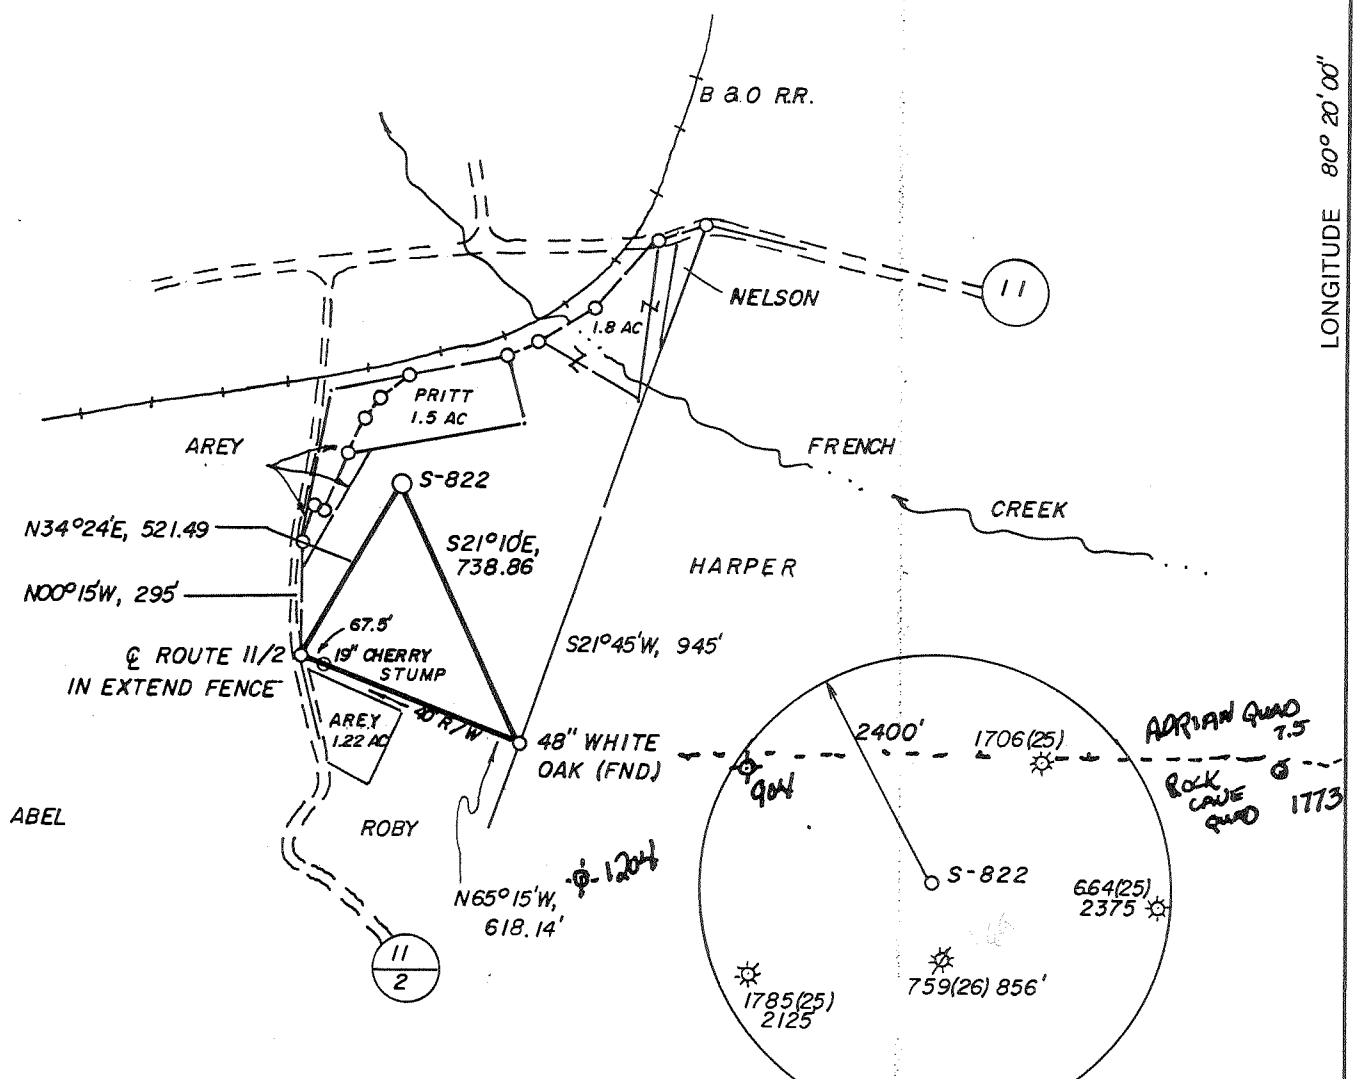 B & O R.R.
LONGITUDE 80° 20' 00"
11
NELSON
1.8 AC
PRITT
1.5 AC
AREY
FRENCH
S-822
CREEK
N34°24'E, 521.49
S21°10'E,
738.86
HARPER
N00°15'W, 295'
67.5'
S21°45'W, 945'
℄ ROUTE 11/2
IN EXTEND FENCE
19" CHERRY
STUMP
40' R/W
AREY
1.22 AC
48" WHITE
OAK (FND)
2400'
1706(25)
ADRIAN QUAD
7.5
904
ROCK
CAVE
QUAD
1773
ABEL
ROBY
1204
S-822
664(25)
2375
N65°15'W,
618.14'
11
2
759(26) 856'
1785(25)
2125